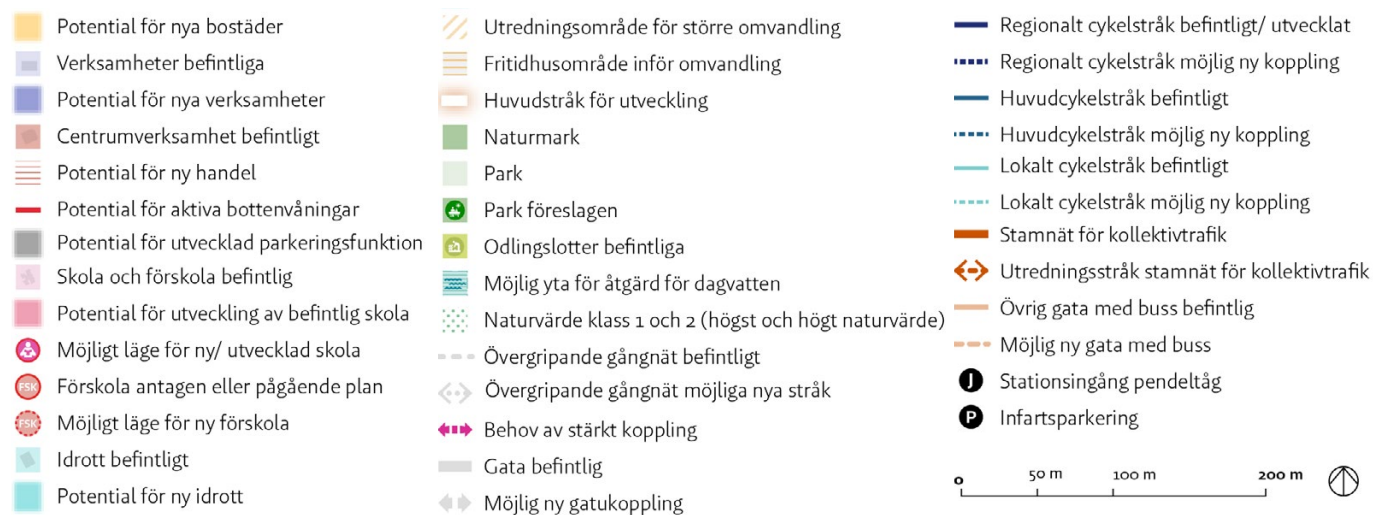 Potential för nya bostäder
Verksamheter befintliga
Potential för nya verksamheter
Centrumverksamhet befintligt
Potential för ny handel
Potential för aktiva bottenvåningar
Potential för utvecklad parkeringsfunktion
Skola och förskola befintlig
Potential för utveckling av befintlig skola
Möjligt läge för ny/ utvecklad skola
FSK Förskola antagen eller pågående plan
FSK Möjligt läge för ny förskola
Idrott befintligt
Potential för ny idrott
Utredningsområde för större omvandling
Fritidhusområde inför omvandling
Huvudstråk för utveckling
Naturmark
Park
Park föreslagen
Odlingslotter befintliga
Möjlig yta för åtgärd för dagvatten
Naturvärde klass 1 och 2 (högst och högt naturvärde)
Övergripande gångnät befintligt
Övergripande gångnät möjliga nya stråk
Behov av stärkt koppling
Gata befintlig
Möjlig ny gatukoppling
Regionalt cykelstråk befintligt/ utvecklat
Regionalt cykelstråk möjlig ny koppling
Huvudcykelstråk befintligt
Huvudcykelstråk möjlig ny koppling
Lokalt cykelstråk befintligt
Lokalt cykelstråk möjlig ny koppling
Stamnät för kollektivtrafik
Utredningsstråk stamnät för kollektivtrafik
Övrig gata med buss befintlig
Möjlig ny gata med buss
J Stationsingång pendeltåg
P Infartsparkering
0 50 m 100 m 200 m